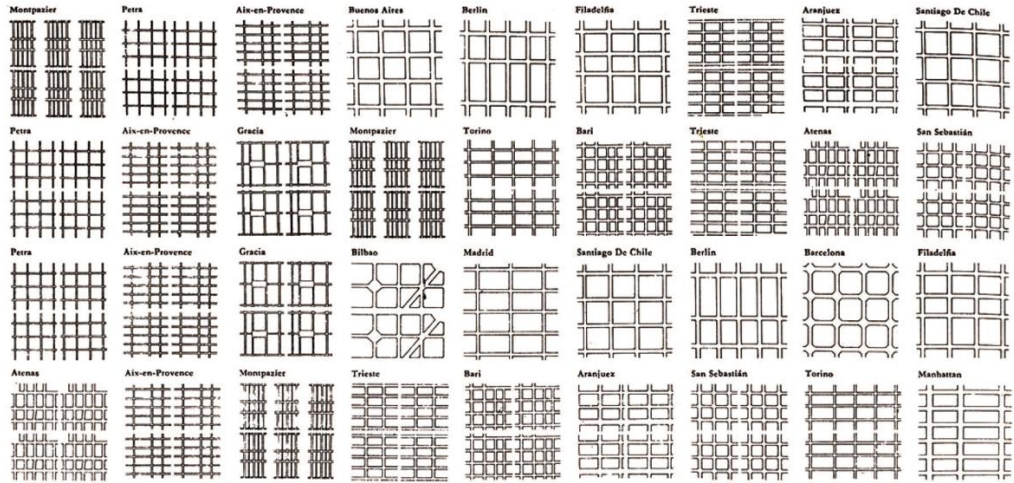 Montpazier Petra Aix-en-Provence Buenos Aires Berlin Filadelfia Trieste Aranjuez Santiago De Chile
Petra Aix-en-Provence Gracia Montpazier Torino Bari Trieste Atenas San Sebastián
Petra Aix-en-Provence Gracia Bilbao Madrid Santiago De Chile Berlin Barcelona Filadelfia
Atenas Aix-en-Provence Montpazier Trieste Bari Aranjuez San Sebastián Torino Manhattan